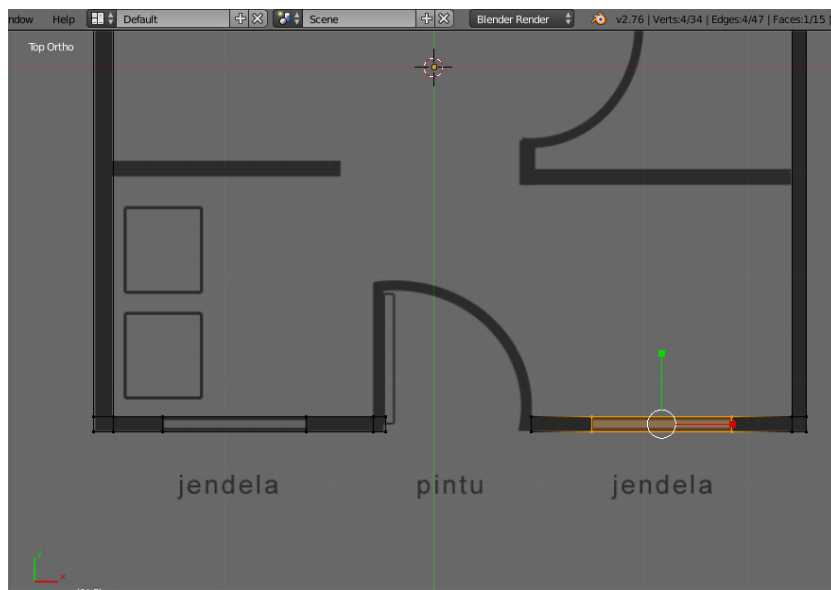 ndow Help Default Scene Blender Render v2.76 | Verts:4/34 | Edges:4/47 | Faces:1/15 |
Top Ortho
jendela pintu jendela
y
x